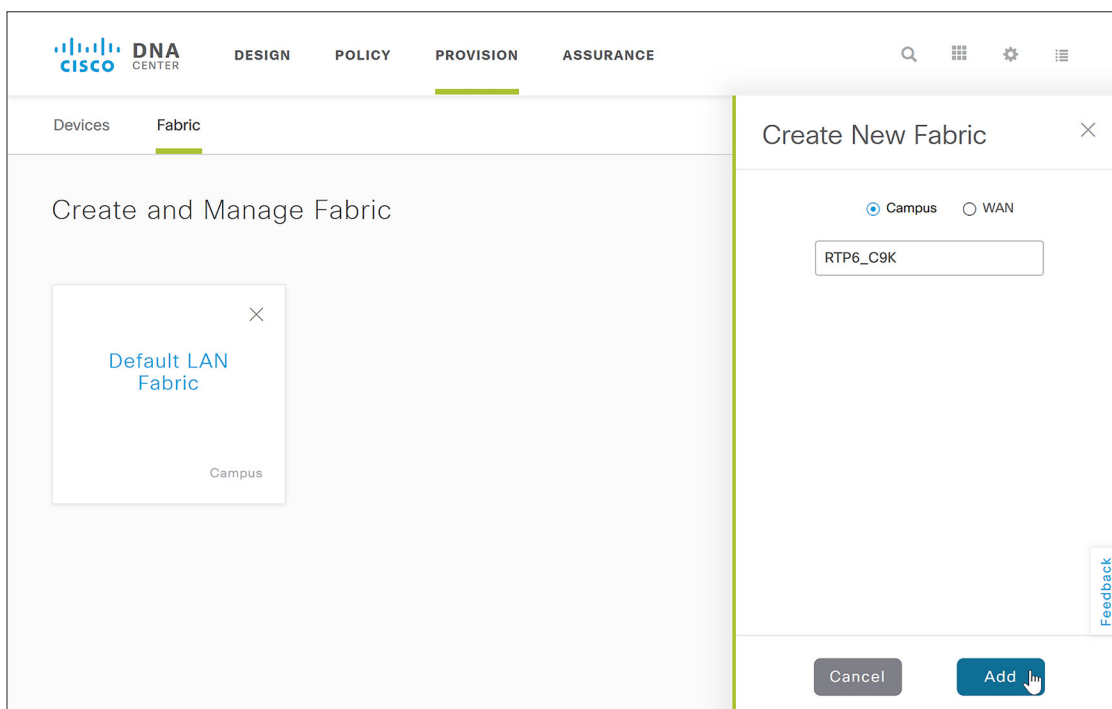 CISCO DNA CENTER DESIGN POLICY PROVISION ASSURANCE
Devices Fabric
Create and Manage Fabric
Default LAN
Fabric
Campus
Create New Fabric
Campus WAN
RTP6_C9K
Feedback
Cancel Add